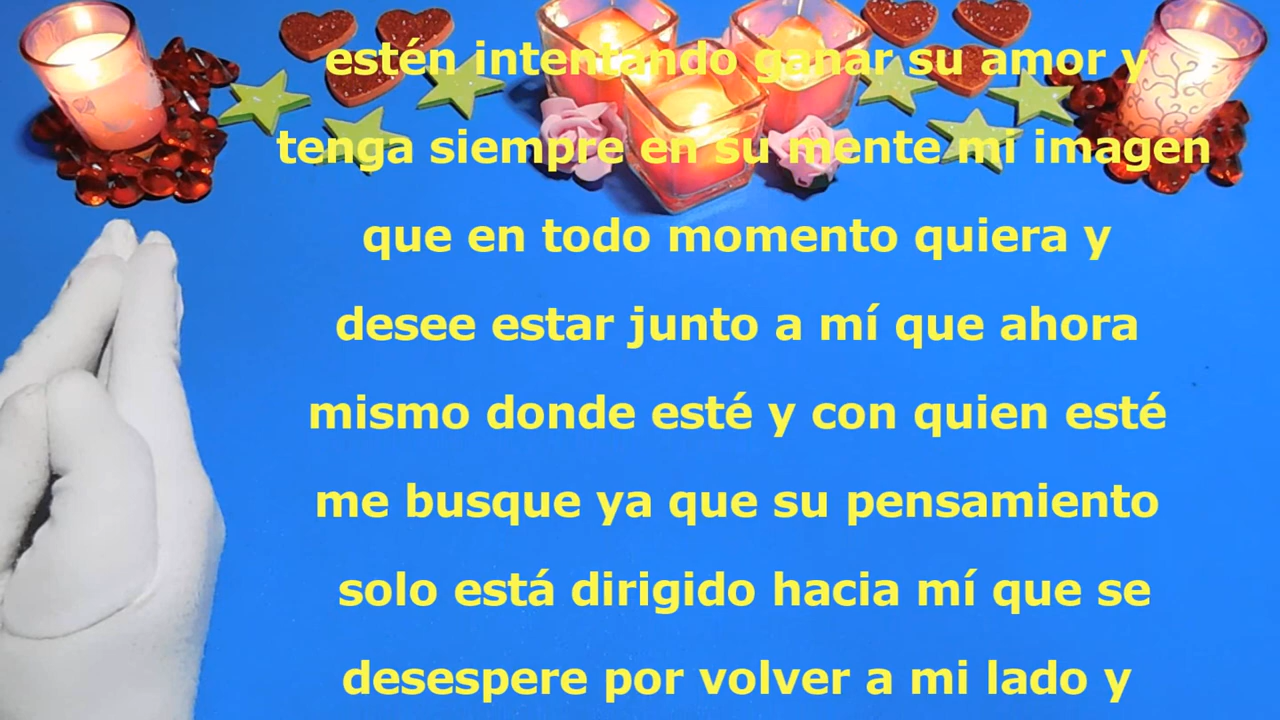 estén intentando ganar su amor y
tenga siempre en su mente mi imagen
que en todo momento quiera y
desee estar junto a mí que ahora
mismo donde esté y con quien esté
me busque ya que su pensamiento
solo está dirigido hacia mí que se
desespere por volver a mi lado y